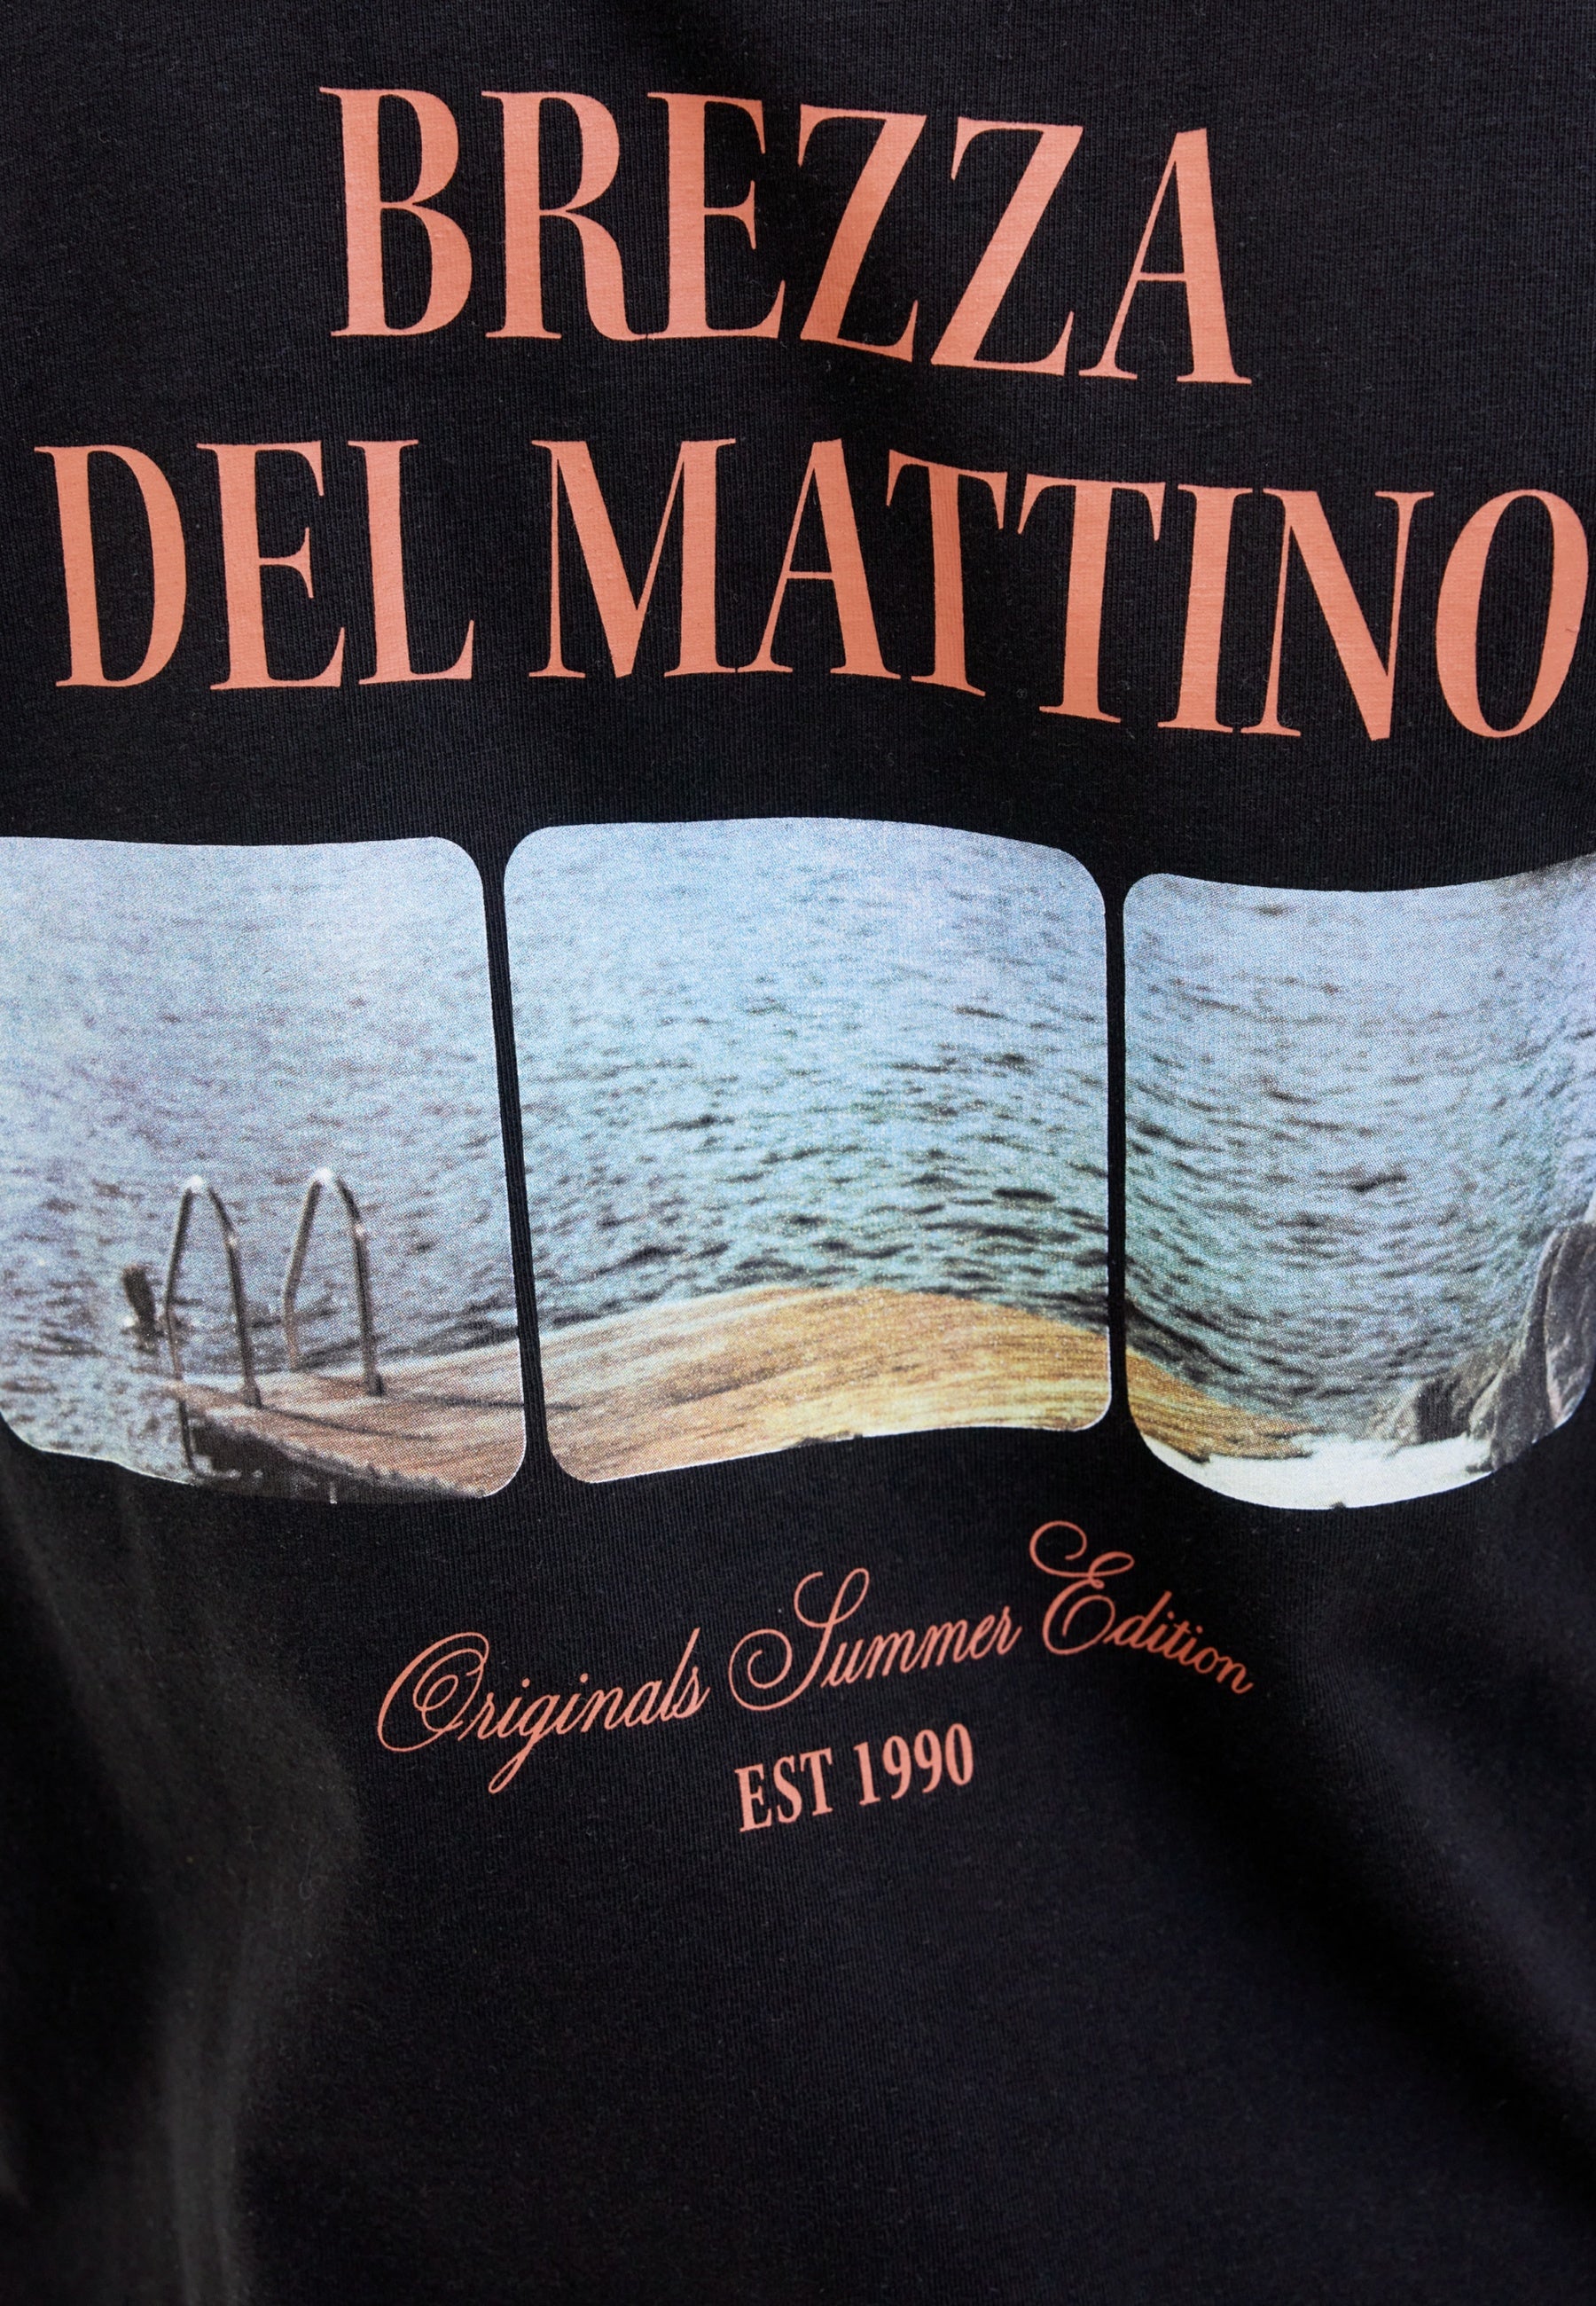 BREZZA
DEL MATTINO
Originals Summer Edition
EST 1990